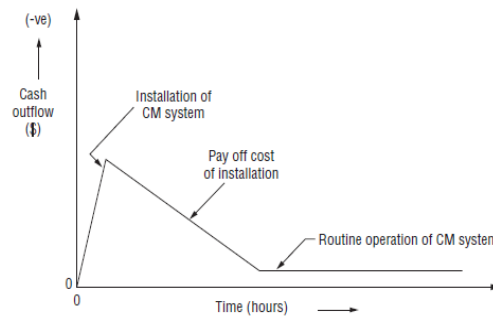 (-ve)
Cash
outflow
($)
Installation of
CM system
Pay off cost
of installation
Routine operation of CM system
0
0
Time (hours)